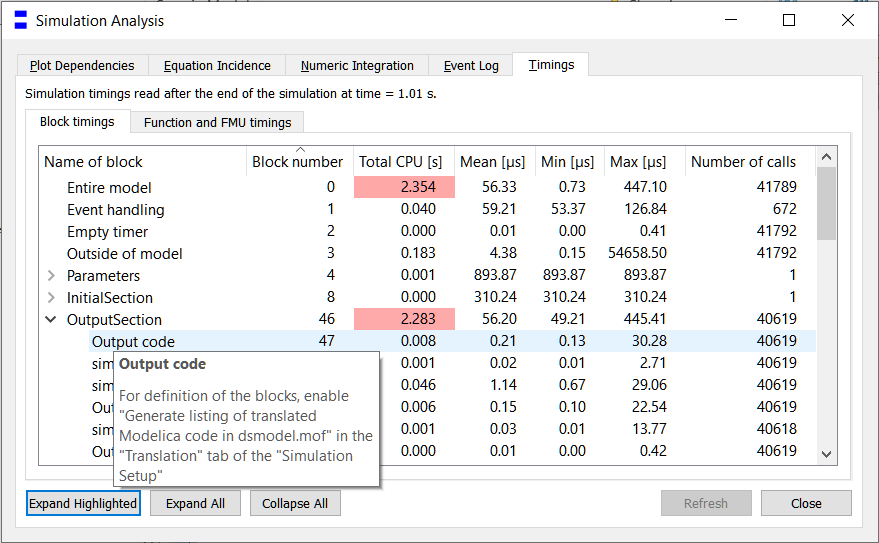 Simulation Analysis
Plot Dependencies Equation Incidence Numeric Integration Event Log Timings
Simulation timings read after the end of the simulation at time = 1.01 s.
Block timings Function and FMU timings
Name of block Block number Total CPU [s] Mean [µs] Min [µs] Max [µs] Number of calls
Entire model 0 2.354 56.33 0.73 447.10 41789
Event handling 1 0.040 59.21 53.37 126.84 672
Empty timer 2 0.000 0.01 0.00 0.41 41792
Outside of model 3 0.183 4.38 0.15 54658.50 41792
Parameters 4 0.001 893.87 893.87 893.87 1
InitialSection 8 0.000 310.24 310.24 310.24 1
OutputSection 46 2.283 56.20 49.21 445.41 40619
Output code 47 0.008 0.21 0.13 30.28 40619
sim 0.001 0.02 0.01 2.71 40619
sim 0.046 1.14 0.67 29.06 40619
Ou 0.006 0.15 0.10 22.54 40619
sim 0.001 0.03 0.01 13.77 40618
Ou 0.000 0.01 0.00 0.42 40619
Output code
For definition of the blocks, enable
"Generate listing of translated
Modelica code in dsmodel.mof" in the
"Translation" tab of the "Simulation
Setup"
Expand Highlighted Expand All Collapse All Refresh Close